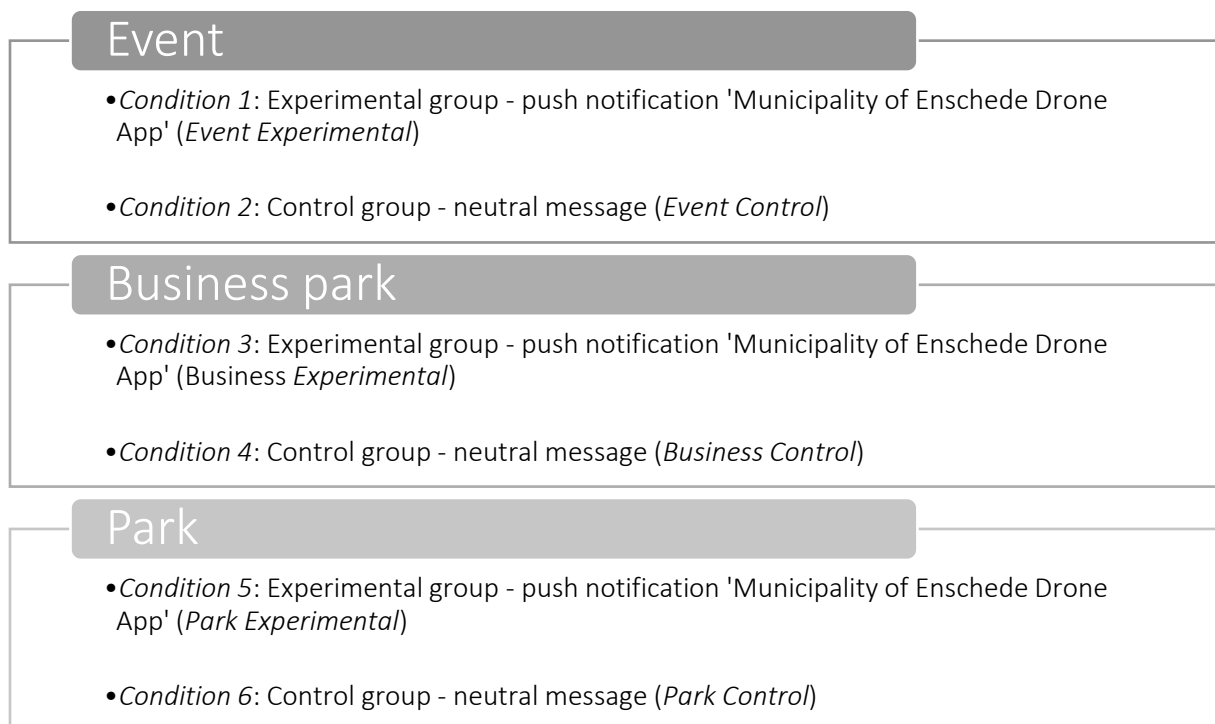 Event
•Condition 1: Experimental group - push notification 'Municipality of Enschede Drone
App' (Event Experimental)
•Condition 2: Control group - neutral message (Event Control)
Business park
•Condition 3: Experimental group - push notification 'Municipality of Enschede Drone
App' (Business Experimental)
•Condition 4: Control group - neutral message (Business Control)
Park
•Condition 5: Experimental group - push notification 'Municipality of Enschede Drone
App' (Park Experimental)
•Condition 6: Control group - neutral message (Park Control)